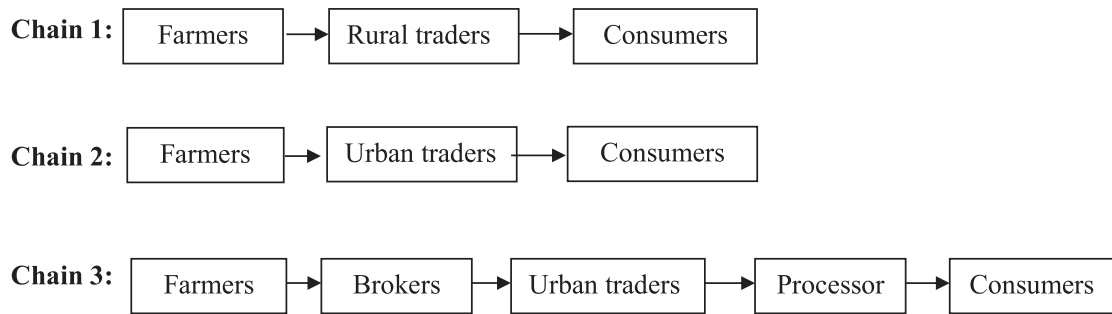 Chain 1: Farmers Rural traders Consumers
Chain 2: Farmers Urban traders Consumers
Chain 3: Farmers Brokers Urban traders Processor Consumers